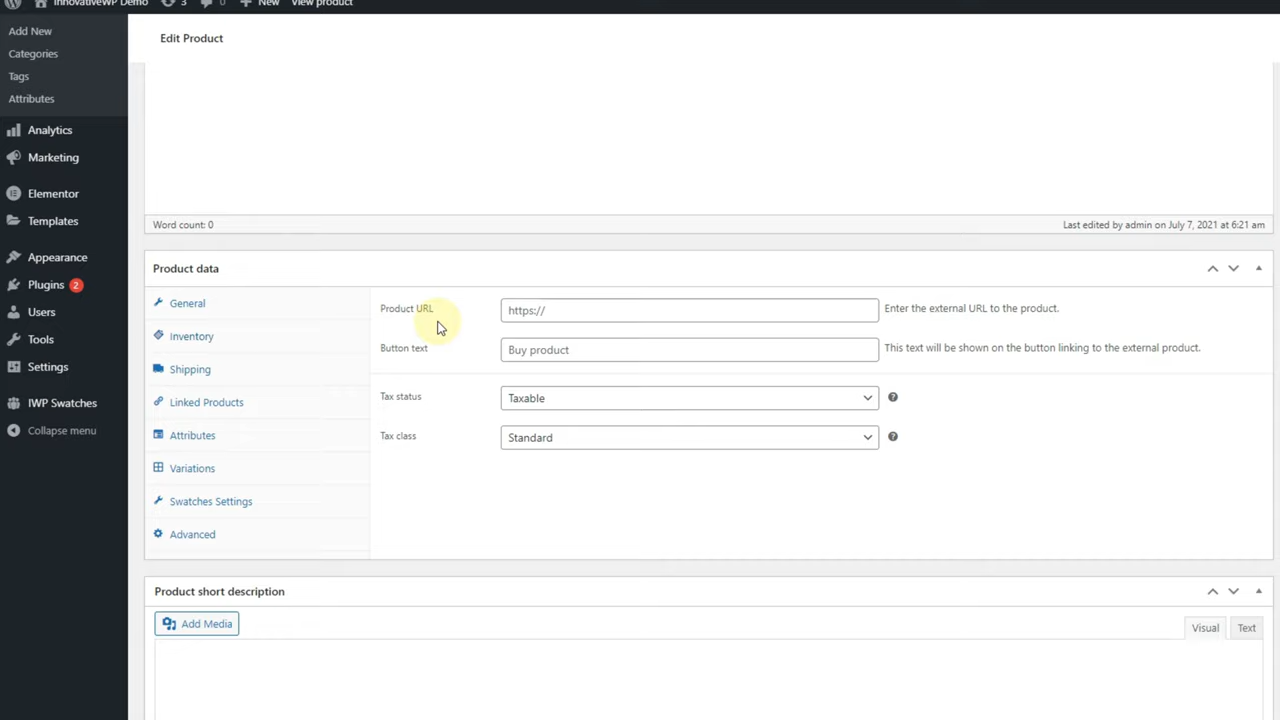 InnovativeWP Demo 3 0 New View product
Add New
Categories
Tags
Attributes
Analytics
Marketing
Elementor
Templates
Appearance
Plugins 2
Users
Tools
Settings
IWP Swatches
Collapse menu
Edit Product
Word count: 0 Last edited by admin on July 7, 2021 at 6:21 am
Product data
General
Inventory
Shipping
Linked Products
Attributes
Variations
Swatches Settings
Advanced
Product URL https:// Enter the external URL to the product.
Button text Buy product This text will be shown on the button linking to the external product.
Tax status Taxable ?
Tax class Standard ?
Product short description
Add Media
Visual Text